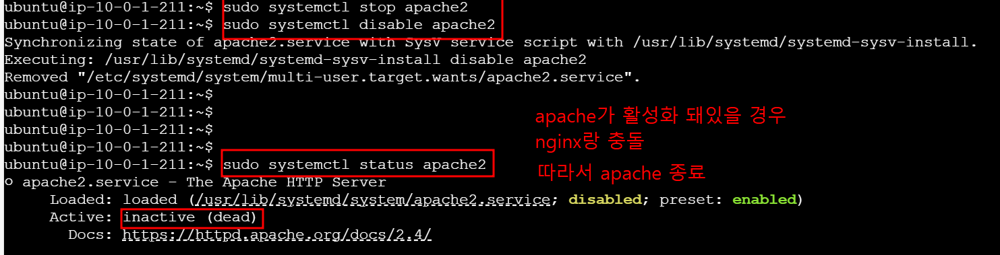 ubuntu@ip-10-0-1-211:~$ sudo systemctl stop apache2
ubuntu@ip-10-0-1-211:~$ sudo systemctl disable apache2
Synchronizing state of apache2.service with SysV service script with /usr/lib/systemd/systemd-sysv-install.
Executing: /usr/lib/systemd/systemd-sysv-install disable apache2
Removed "/etc/systemd/system/multi-user.target.wants/apache2.service".
ubuntu@ip-10-0-1-211:~$
ubuntu@ip-10-0-1-211:~$
ubuntu@ip-10-0-1-211:~$
ubuntu@ip-10-0-1-211:~$
apache가 활성화 돼있을 경우
nginx랑 충돌
따라서 apache 종료
ubuntu@ip-10-0-1-211:~$ sudo systemctl status apache2
○ apache2.service - The Apache HTTP Server
Loaded: loaded (/usr/lib/systemd/system/apache2.service; disabled; preset: enabled)
Active: inactive (dead)
Docs: https://httpd.apache.org/docs/2.4/